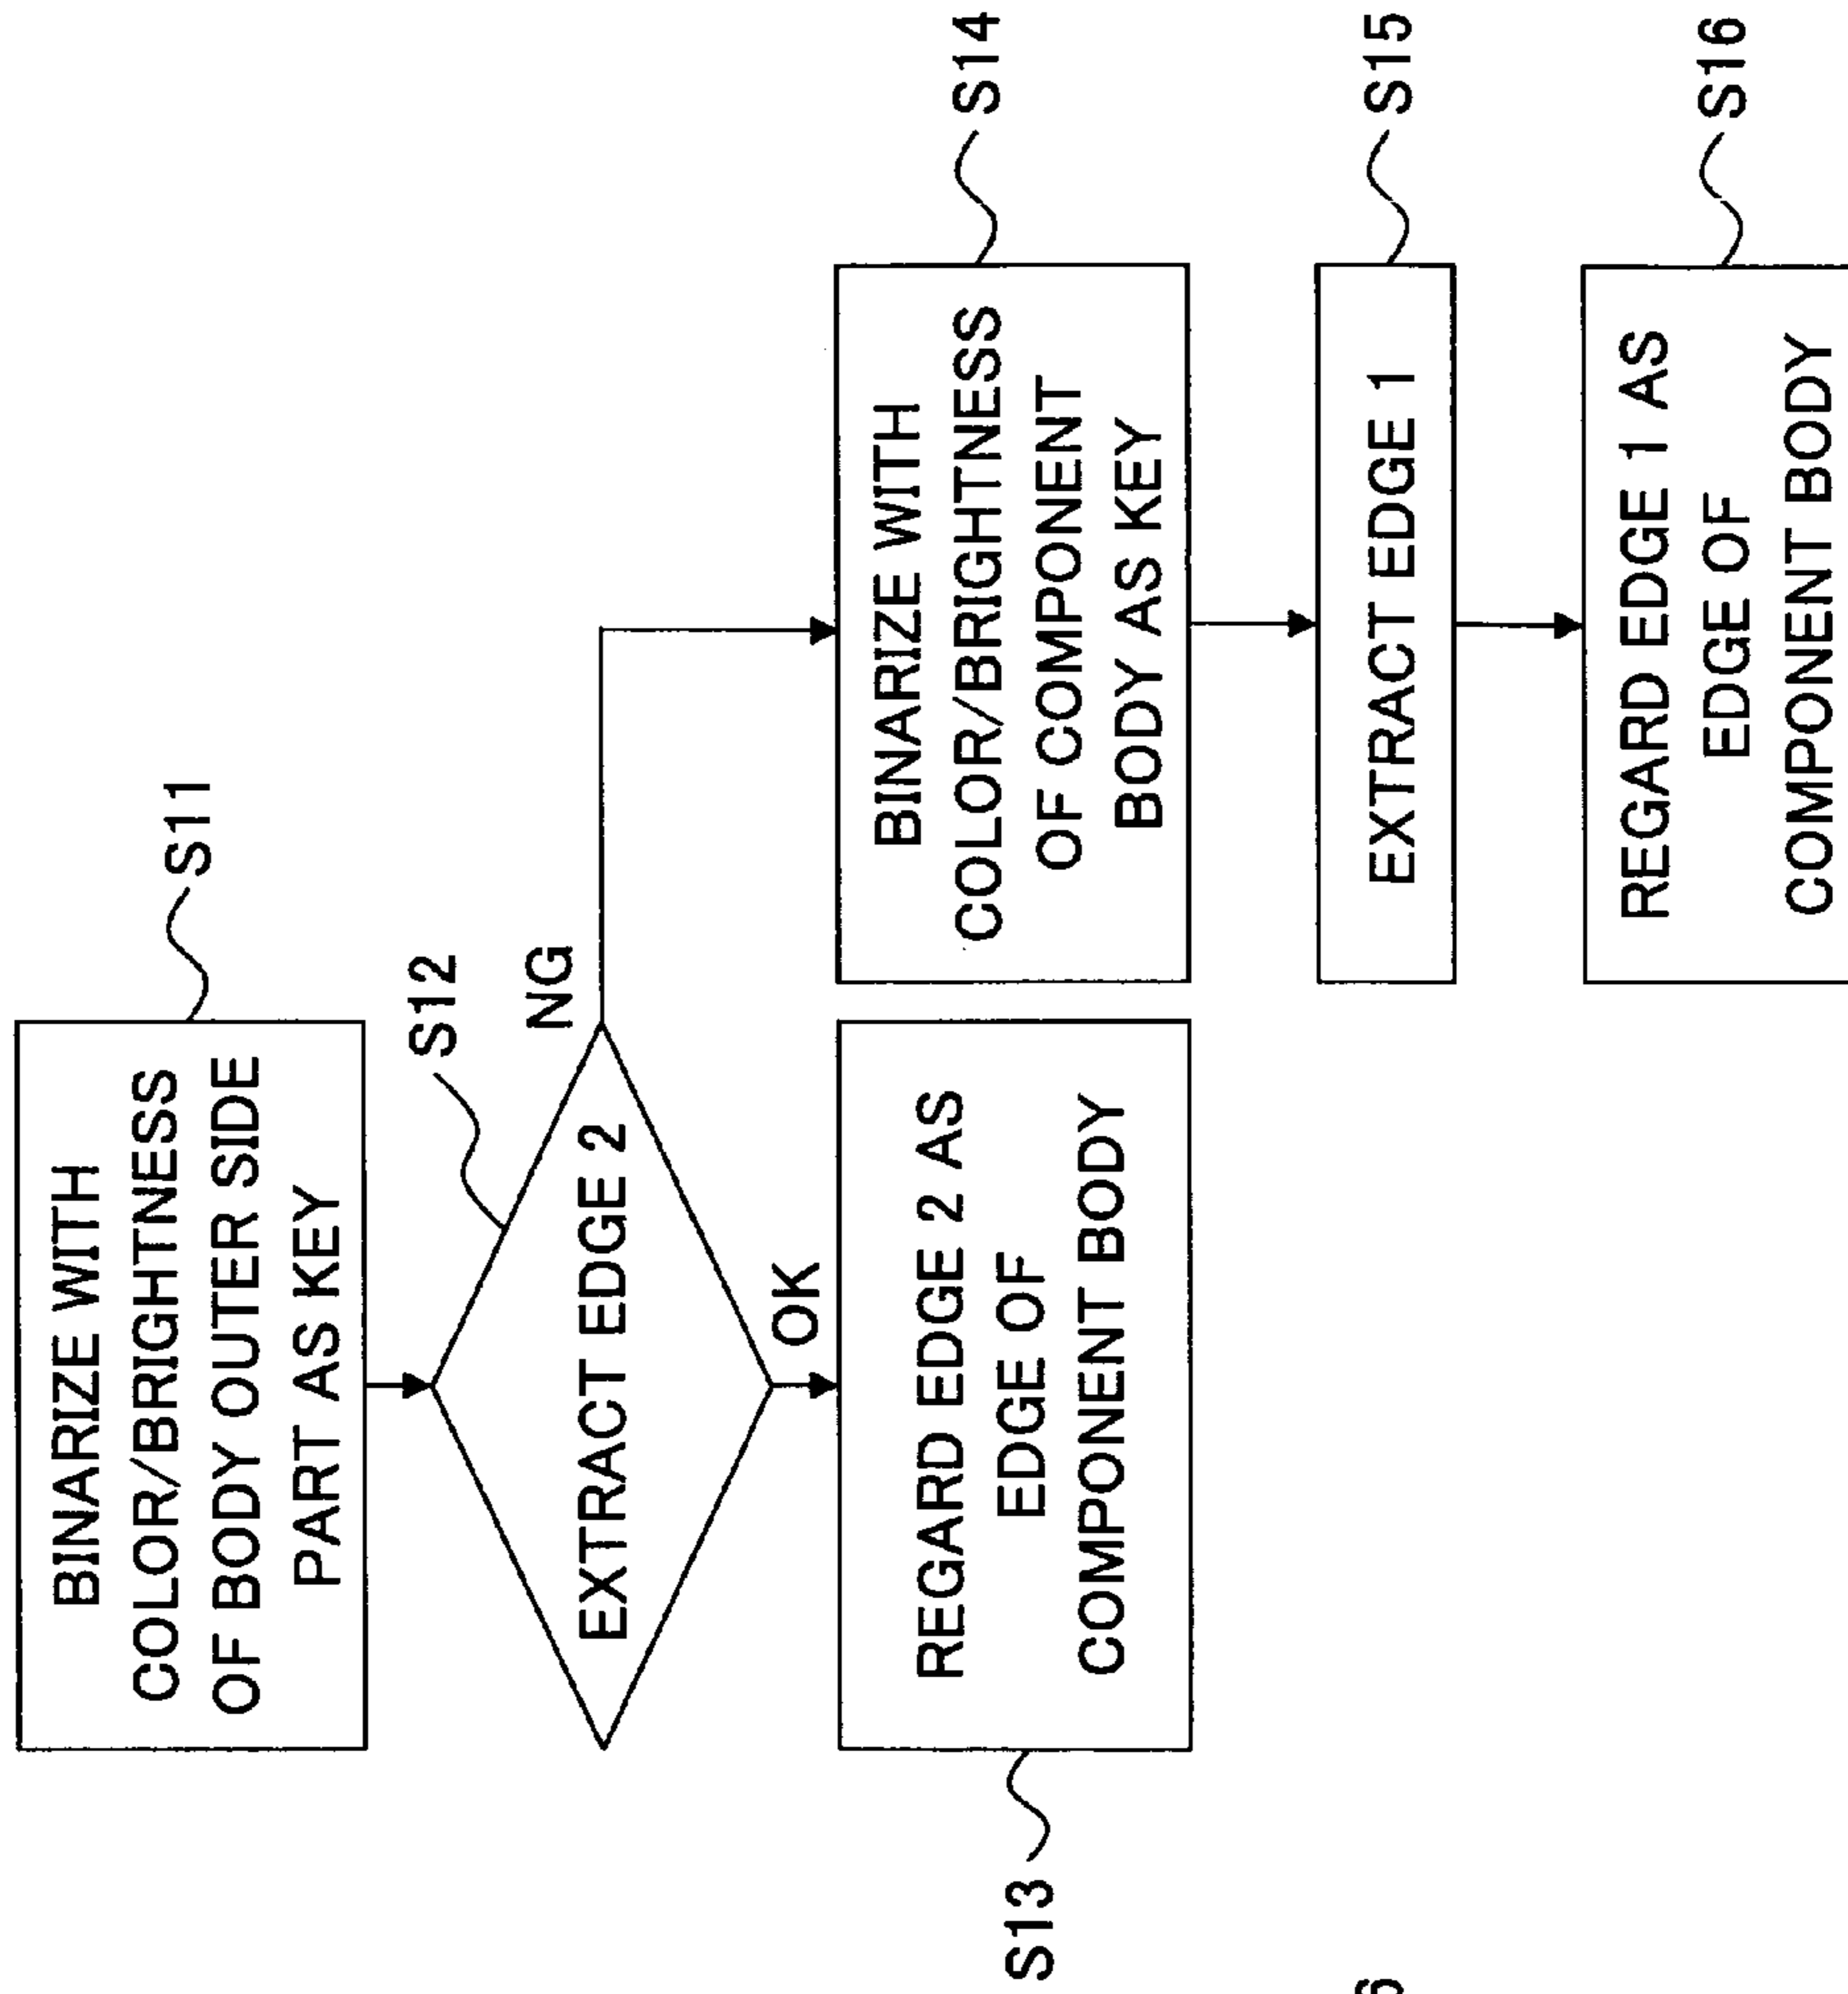 BINARIZE WITH
COLOR/BRIGHTNESS
OF BODY OUTER SIDE
PART AS KEY
S11
S12
EXTRACT EDGE 2
NG
OK
REGARD EDGE 2 AS
EDGE OF
COMPONENT BODY
S13
BINARIZE WITH
COLOR/BRIGHTNESS
OF COMPONENT
BODY AS KEY
S14
EXTRACT EDGE 1
S15
REGARD EDGE 1 AS
EDGE OF
COMPONENT BODY
S16